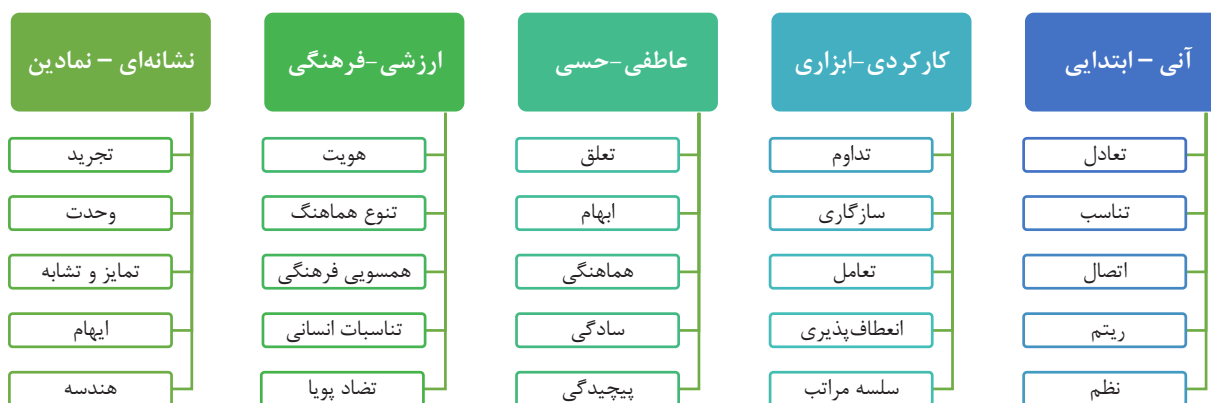 آنی – ابتدایی
تعادل
تناسب
اتصال
ریتم
نظم
کارکردی-ابزاری
تداوم
سازگاری
تعامل
انعطاف‌پذیری
سلسه مراتب
عاطفی-حسی
تعلق
ابهام
هماهنگی
سادگی
پیچیدگی
ارزشی-فرهنگی
هویت
تنوع هماهنگ
همسویی فرهنگی
تناسبات انسانی
تضاد پویا
نشانه‌ای – نمادین
تجرید
وحدت
تمایز و تشابه
ایهام
هندسه